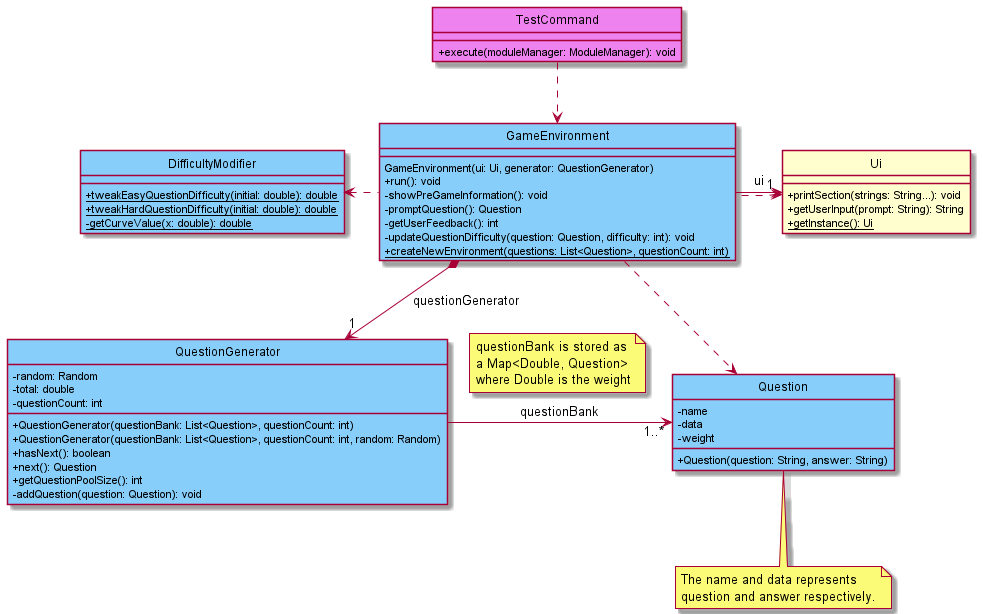 TestCommand
+execute(moduleManager: ModuleManager): void
GameEnvironment
GameEnvironment(ui: Ui, generator: QuestionGenerator)
+run(): void
-showPreGameInformation(): void
-promptQuestion(): Question
-getUserFeedback(): int
-updateQuestionDifficulty(question: Question, difficulty: int): void
+createNewEnvironment(questions: List<Question>, questionCount: int)
DifficultyModifier
+tweakEasyQuestionDifficulty(initial: double): double
+tweakHardQuestionDifficulty(initial: double): double
-getCurveValue(x: double): double
ui
1
Ui
+printSection(strings: String...): void
+getUserInput(prompt: String): String
+getInstance(): Ui
questionGenerator
1
QuestionGenerator
-random: Random
-total: double
-questionCount: int
+QuestionGenerator(questionBank: List<Question>, questionCount: int)
+QuestionGenerator(questionBank: List<Question>, questionCount: int, random: Random)
+hasNext(): boolean
+next(): Question
+getQuestionPoolSize(): int
-addQuestion(question: Question): void
questionBank is stored as
a Map<Double, Question>
where Double is the weight
questionBank
1..*
Question
-name
-data
-weight
+Question(question: String, answer: String)
The name and data represents
question and answer respectively.